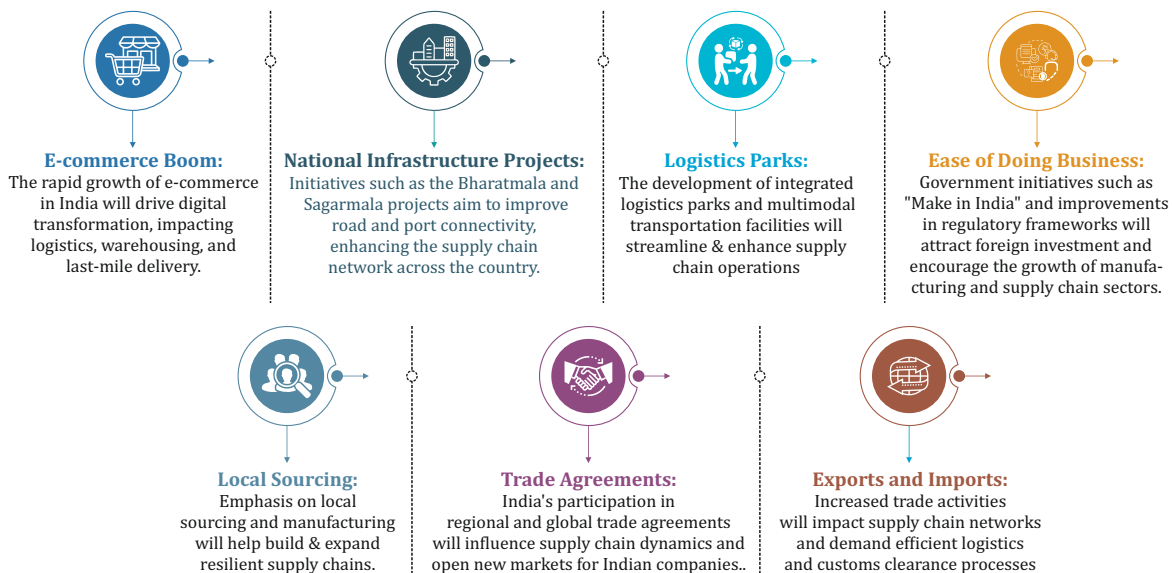 E-commerce Boom:
The rapid growth of e-commerce
in India will drive digital
transformation, impacting
logistics, warehousing, and
last-mile delivery.
National Infrastructure Projects:
Initiatives such as the Bharatmala and
Sagarmala projects aim to improve
road and port connectivity,
enhancing the supply chain
network across the country.
Logistics Parks:
The development of integrated
logistics parks and multimodal
transportation facilities will
streamline & enhance supply
chain operations
Ease of Doing Business:
Government initiatives such as
"Make in India" and improvements
in regulatory frameworks will
attract foreign investment and
encourage the growth of manufa-
cturing and supply chain sectors.
Local Sourcing:
Emphasis on local
sourcing and manufacturing
will help build & expand
resilient supply chains.
Trade Agreements:
India's participation in
regional and global trade agreements
will influence supply chain dynamics and
open new markets for Indian companies..
Exports and Imports:
Increased trade activities
will impact supply chain networks
and demand efficient logistics
and customs clearance processes